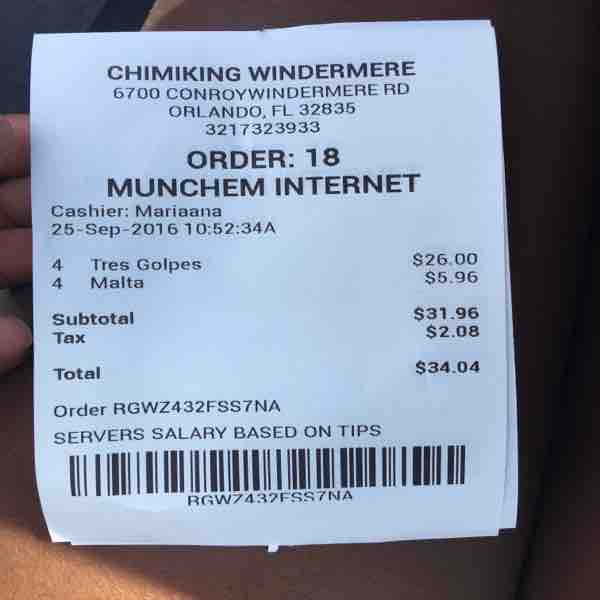 CHIMIKING WINDERMERE
6700 CONROYWINDERMERE RD
ORLANDO, FL 32835
3217323933
ORDER: 18
MUNCHEM INTERNET
Cashier: Mariaana
25-Sep-2016 10:52:34A
4 Tres Golpes $26.00
4 Malta $5.96
Subtotal $31.96
Tax $2.08
Total $34.04
Order RGWZ432FSS7NA
SERVERS SALARY BASED ON TIPS
RGWZ432FSS7NA